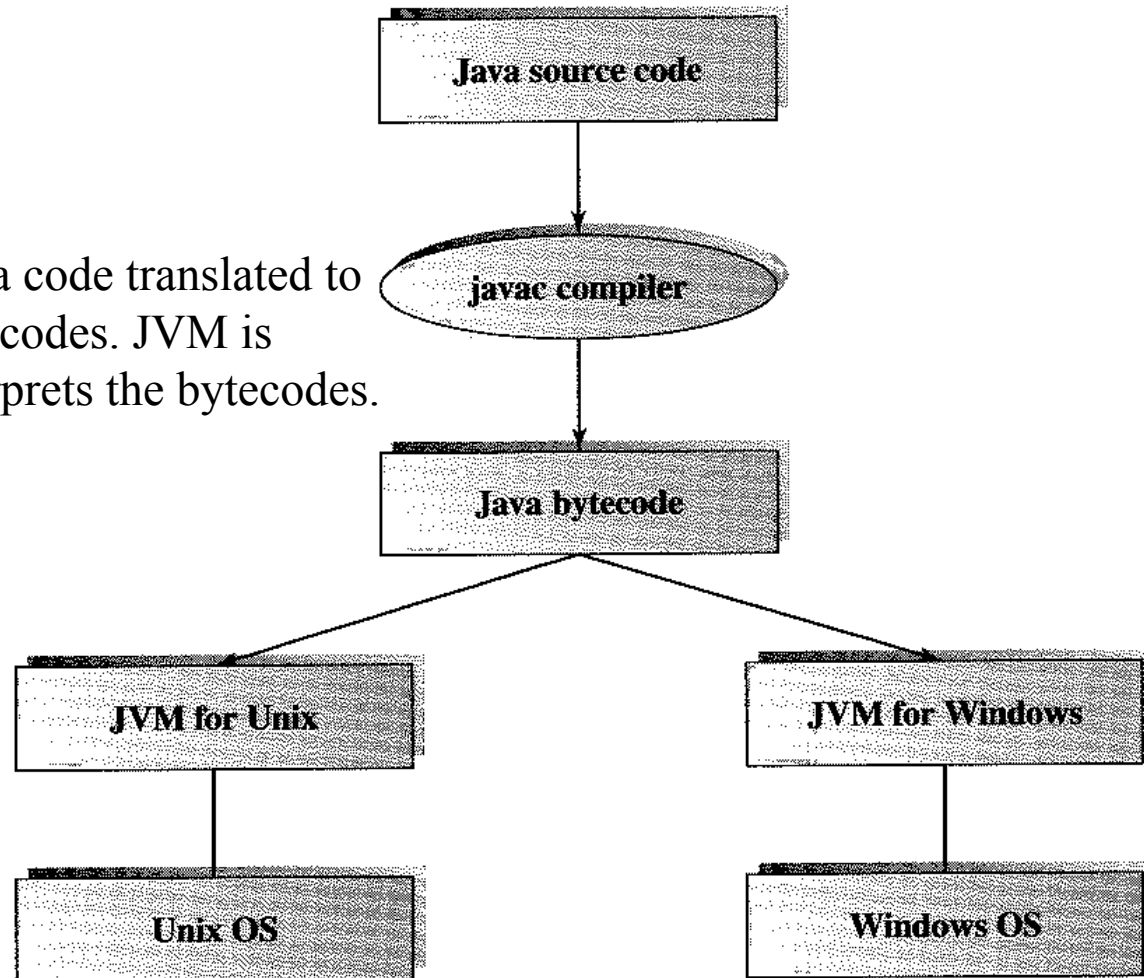 Java source code
a code translated to
codes. JVM is
rprets the bytecodes.
javac compiler
Java bytecode
JVM for Unix
JVM for Windows
Unix OS
Windows OS